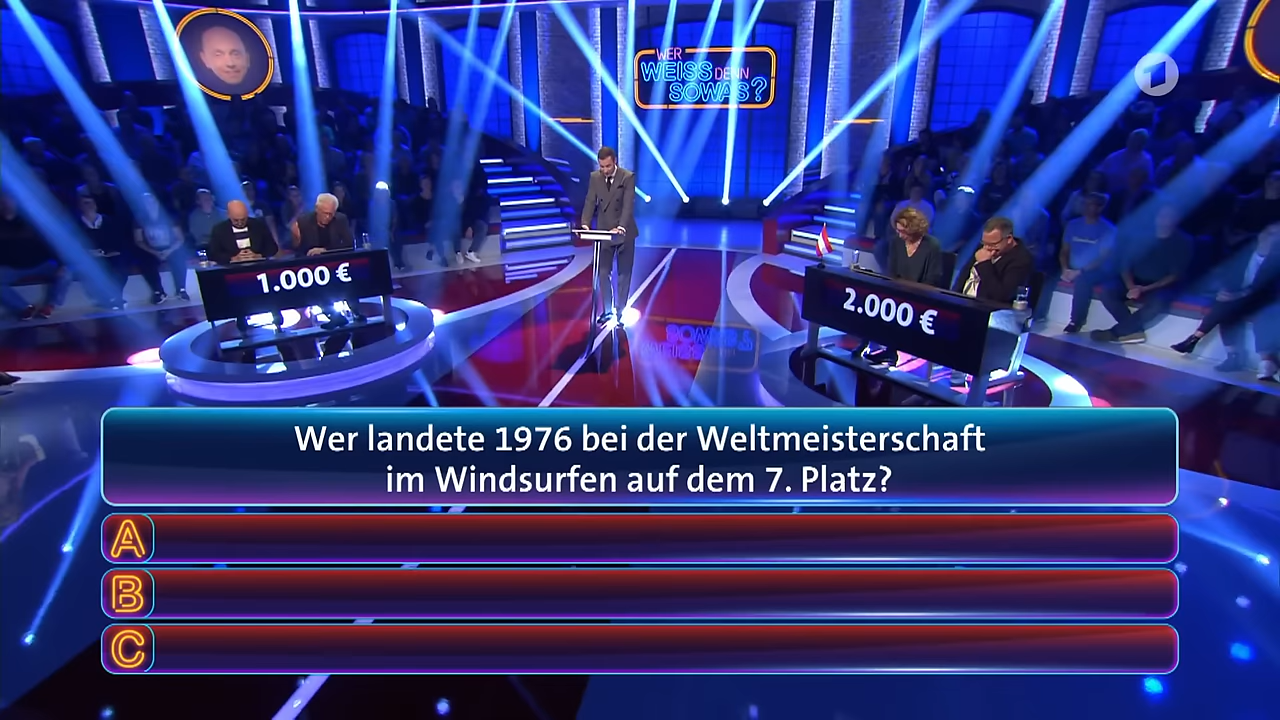 WER
WEISS DENN
SOWAS?
1
1.000 €
2.000 €
Wer landete 1976 bei der Weltmeisterschaft
im Windsurfen auf dem 7. Platz?
A
B
C